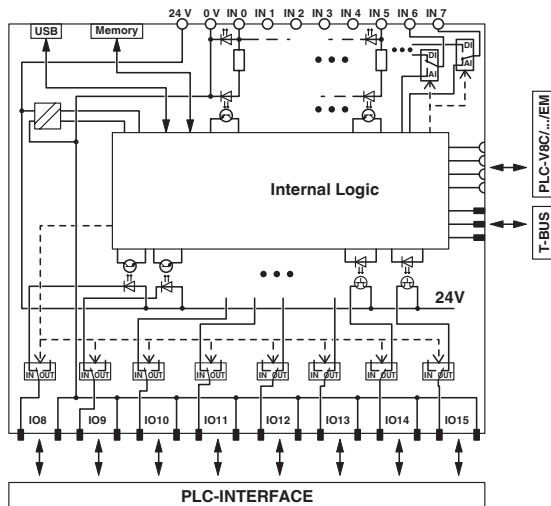 24 V 0 V IN 0 IN 1 IN 2 IN 3 IN 4 IN 5 IN 6 IN 7
USB Memory
DI
AI
DI
AI
PLC-V8C/.../EM
Internal Logic
T-BUS
24V
IN OUT IN OUT IN OUT IN OUT IN OUT IN OUT IN OUT IN OUT
IO8 IO9 IO10 IO11 IO12 IO13 IO14 IO15
PLC-INTERFACE